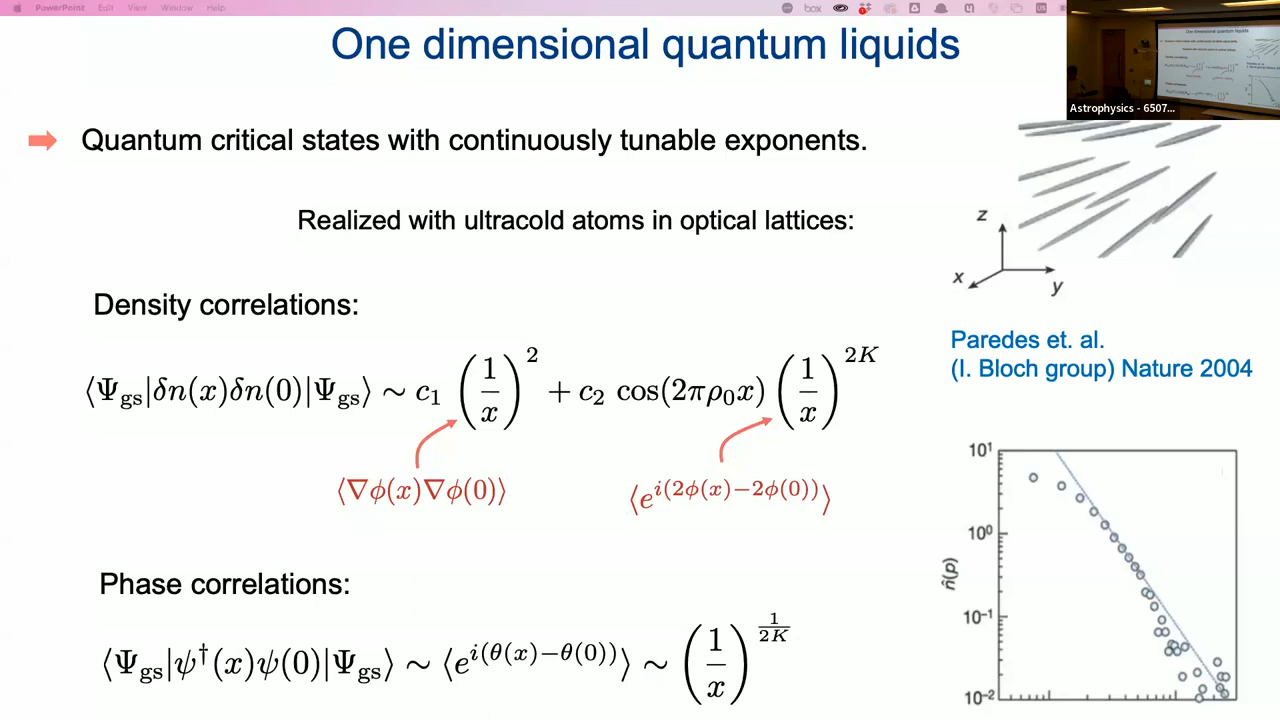 PowerPoint Edit View Window Help
box
One dimensional quantum liquids
Astrophysics - 6507...
Quantum critical states with continuously tunable exponents.
Realized with ultracold atoms in optical lattices:
z
x
y
Density correlations:
Paredes et. al.
(I. Bloch group) Nature 2004
⟨Ψ_gs|δn(x)δn(0)|Ψ_gs⟩ ∼ c₁ (1/x)^2 + c₂ cos(2πρ₀x) (1/x)^{2K}
⟨∇ϕ(x)∇ϕ(0)⟩
⟨e^{i(2ϕ(x)−2ϕ(0))}⟩
10¹
10⁰
n̂(p)
10⁻¹
10⁻²
Phase correlations:
⟨Ψ_gs|ψ†(x)ψ(0)|Ψ_gs⟩ ∼ ⟨e^{i(θ(x)−θ(0))}⟩ ∼ (1/x)^{1/2K}